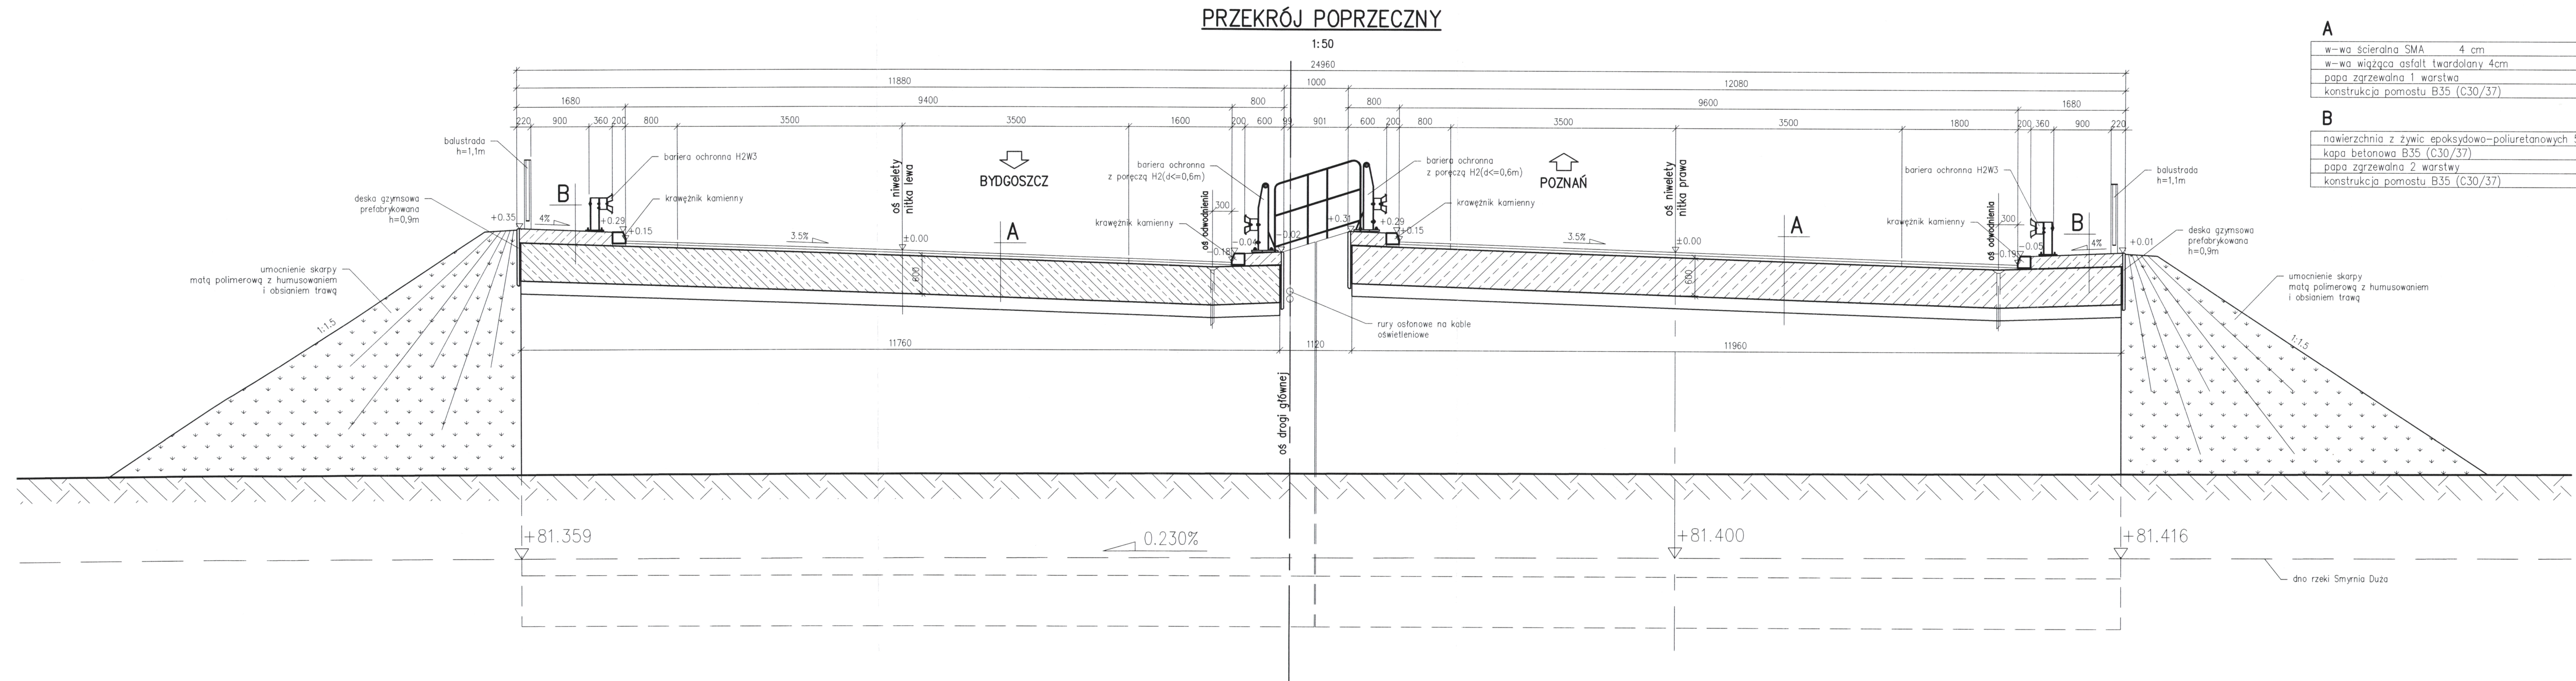 PRZEKRÓJ POPRZECZNY
1:50
24960
11880
1000
12080
1680
9400
800
800
9600
1680
220
900
360
200
800
3500
3500
1600
200
600
99
901
600
200
800
3500
3500
1800
200
360
900
220
A
w-wa ścieralna SMA 4 cm
w-wa wiążąca asfalt twardolany 4cm
papa zgrzewalna 1 warstwa
konstrukcja pomostu B35 (C30/37)
B
nawierzchnia z żywic epoksydowo-poliuretanowych
kapa betonowa B35 (C30/37)
papa zgrzewalna 2 warstwy
konstrukcja pomostu B35 (C30/37)
balustrada
h=1,1m
deska gzymsowa
prefabrykowana
h=0,9m
+0.35
B
4%
bariera ochronna H2W3
krawężnik kamienny
+0.29
+0.15
umocnienie skarpy
matą polimerową z humusowaniem
i obsianiem trawą
1:1.5
3.5%
oś niwelety
nitka lewa
±0.00
600
BYDGOSZCZ
A
bariera ochronna
z poręczą H2(d<=0,6m)
krawężnik kamienny
oś odwodnienia
300
-0.04
-0.18
-0.02
+0.31
bariera ochronna
z poręczą H2(d<=0,6m)
krawężnik kamienny
+0.29
+0.15
POZNAŃ
3.5%
oś niwelety
nitka prawa
±0.00
600
A
bariera ochronna H2W3
krawężnik kamienny
oś odwodnienia
300
-0.05
-0.19
B
4%
+0.01
balustrada
h=1,1m
deska gzymsowa
prefabrykowana
h=0,9m
umocnienie skarpy
matą polimerową z humusowaniem
i obsianiem trawą
1:1.5
rury osłonowe na kable
oświetleniowe
11760
1120
11960
oś drogi głównej
+81.359
0.230%
+81.400
+81.416
dno rzeki Smyrnia Duża